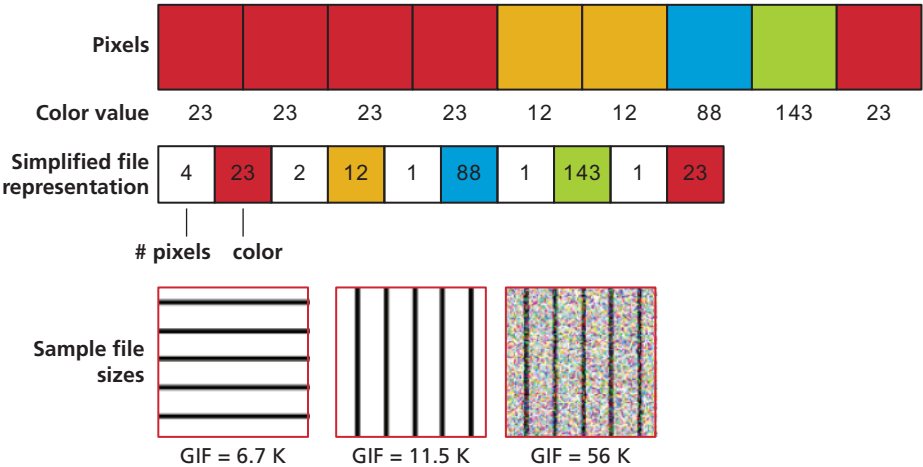 Pixels
Color value 23 23 23 23 12 12 88 143 23
Simplified file
representation
4 23 2 12 1 88 1 143 1 23
# pixels color
Sample file
sizes
GIF = 6.7 K GIF = 11.5 K GIF = 56 K